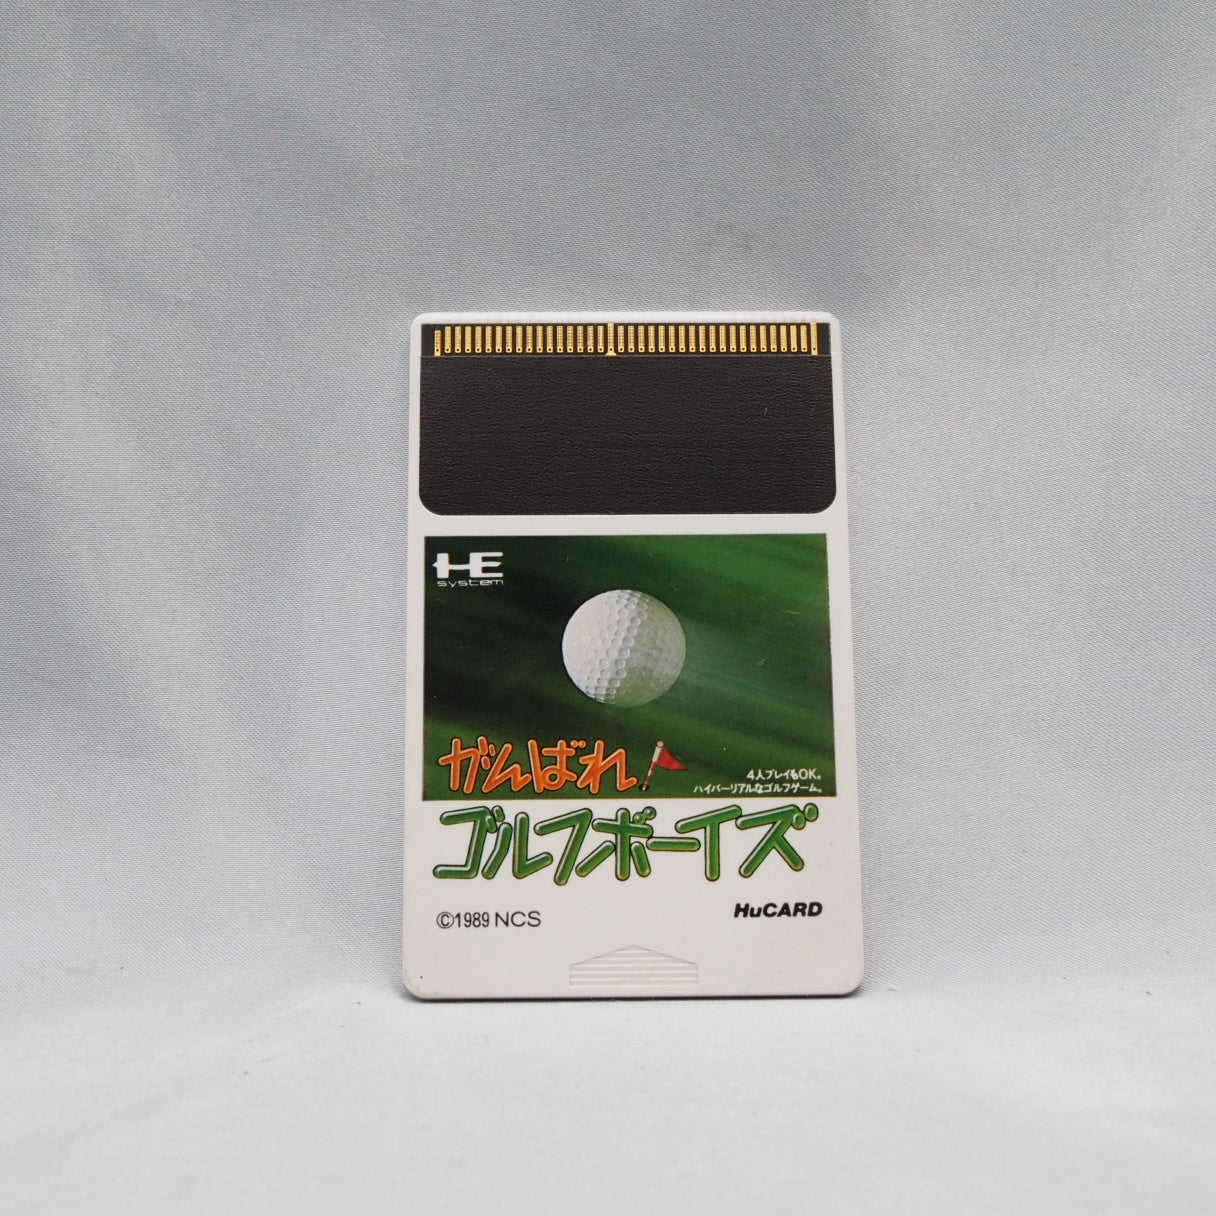 HE
system
がんばれ!
4人プレイもOK。
ハイパーリアルなゴルフゲーム。
ゴルフボーイズ
©1989 NCS
HuCARD